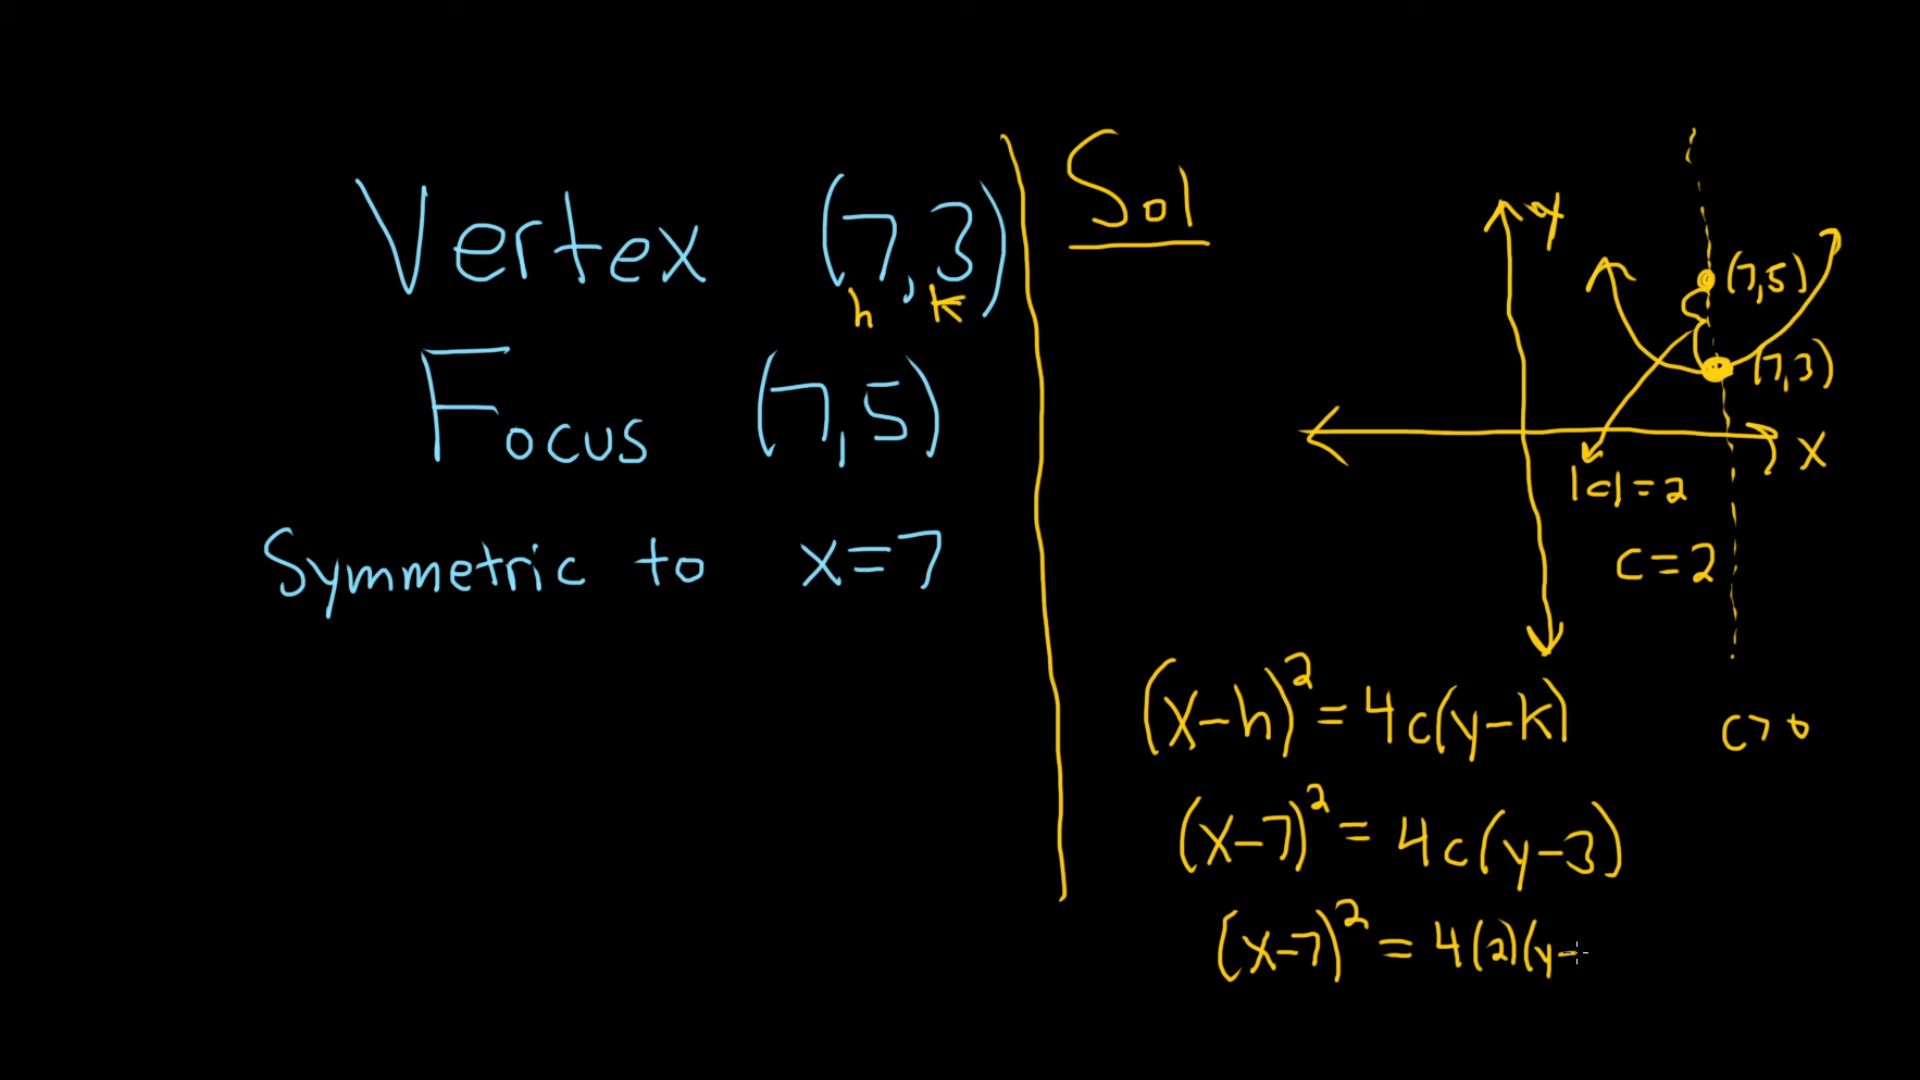 Vertex (7,3)
h k
Focus (7,5)
Symmetric to x=7
Sol
y
(7,5)
(7,3)
x
|c|=2
c=2
(x-h)²=4c(y-k)
c>0
(x-7)²=4c(y-3)
(x-7)²=4(2)(y-